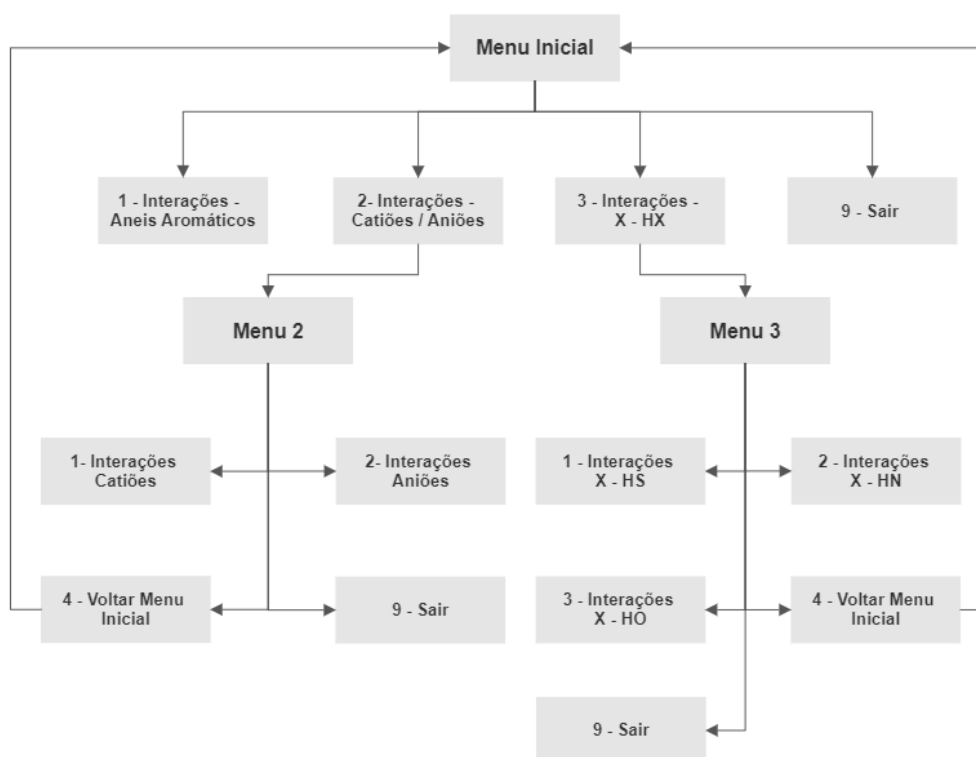 Menu Inicial
1 - Interações -
Aneis Aromáticos
2- Interações -
Catiões / Aniões
3 - Interações -
X - HX
9 - Sair
Menu 2
Menu 3
1- Interações
Catiões
2- Interações
Aniões
1 - Interações
X - HS
2 - Interações
X - HN
4 - Voltar Menu
Inicial
9 - Sair
3 - Interações
X - HO
4 - Voltar Menu
Inicial
9 - Sair